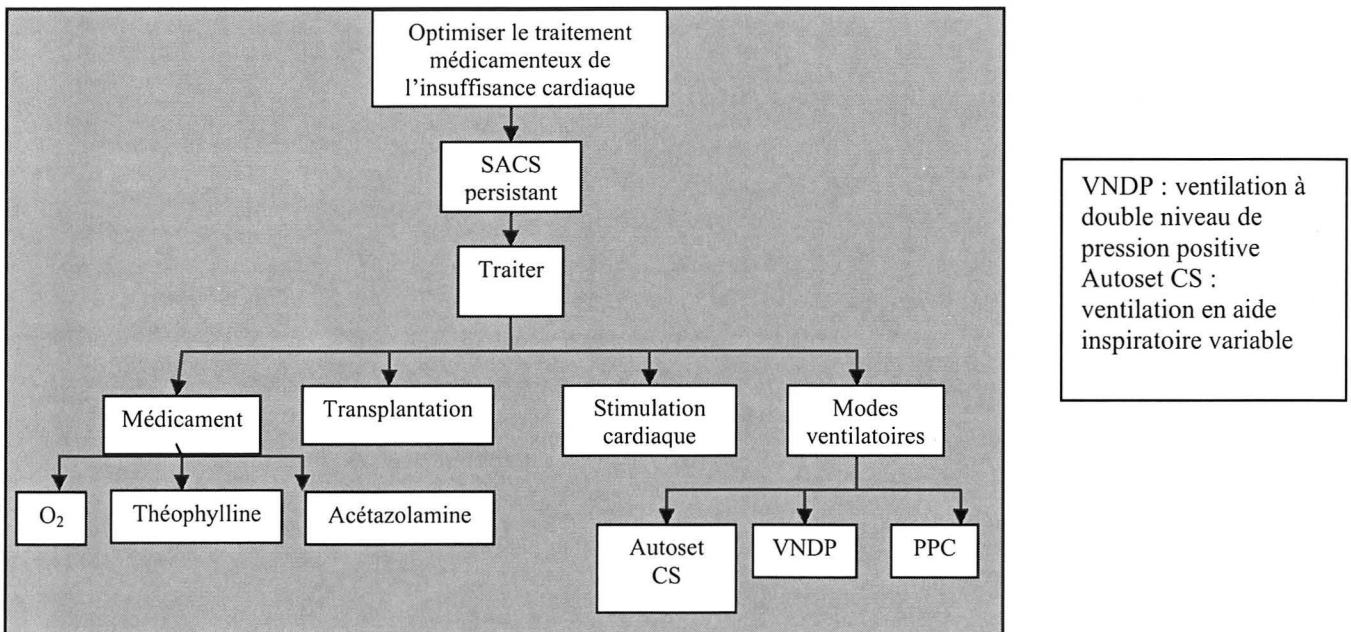 Optimiser le traitement
médicamenteux de
l'insuffisance cardiaque
SACS
persistant
Traiter
Médicament
Transplantation
Stimulation
cardiaque
Modes
ventilatoires
O₂
Théophylline
Acétazolamine
Autoset
CS
VNDP
PPC
VNDP : ventilation à
double niveau de
pression positive
Autoset CS :
ventilation en aide
inspiratoire variable